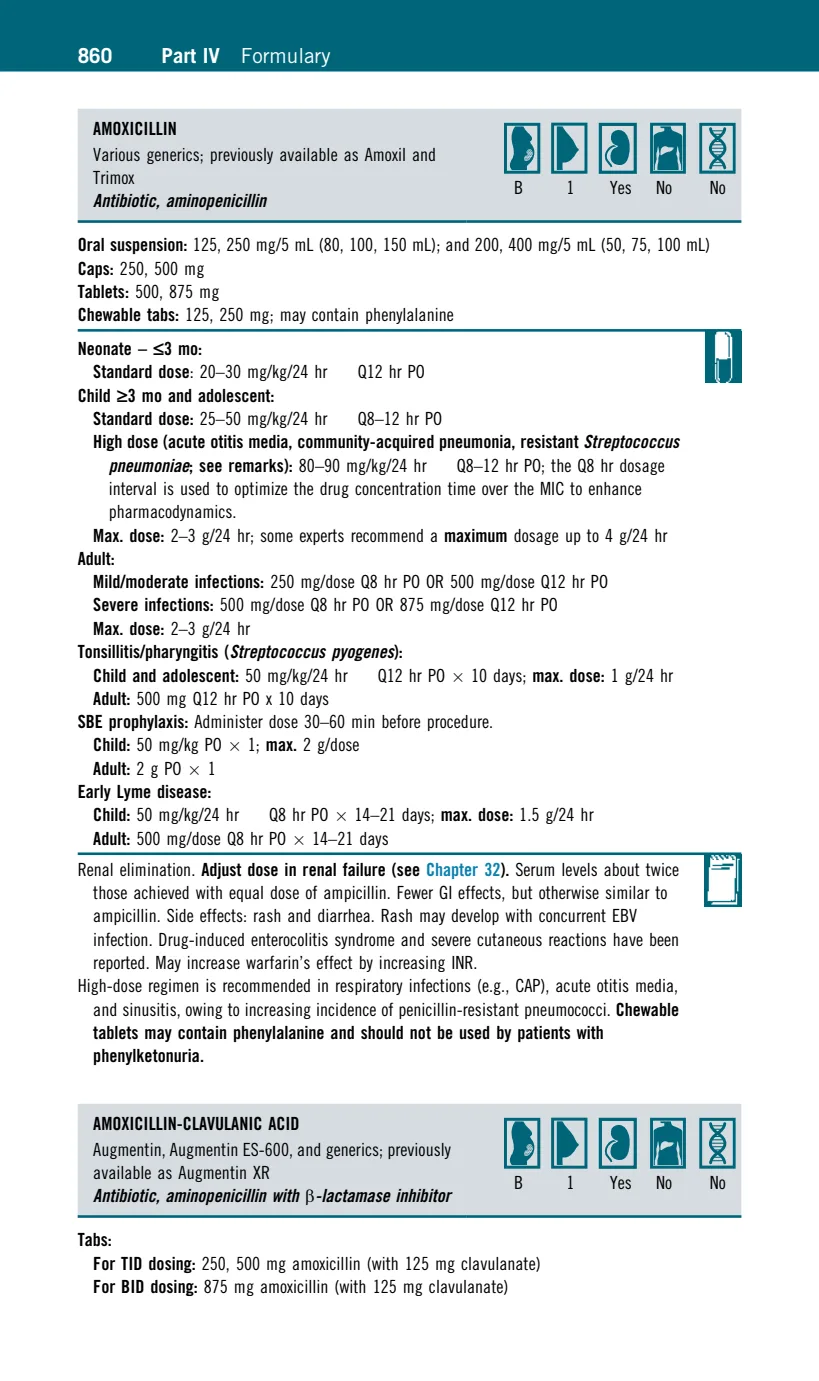 860 Part IV Formulary
AMOXICILLIN
Various generics; previously available as Amoxil and
Trimox
Antibiotic, aminopenicillin
B 1 Yes No No
Oral suspension: 125, 250 mg/5 mL (80, 100, 150 mL); and 200, 400 mg/5 mL (50, 75, 100 mL)
Caps: 250, 500 mg
Tablets: 500, 875 mg
Chewable tabs: 125, 250 mg; may contain phenylalanine
Neonate – ≤3 mo:
Standard dose: 20–30 mg/kg/24 hr Q12 hr PO
Child ≥3 mo and adolescent:
Standard dose: 25–50 mg/kg/24 hr Q8–12 hr PO
High dose (acute otitis media, community-acquired pneumonia, resistant Streptococcus
pneumoniae; see remarks): 80–90 mg/kg/24 hr Q8–12 hr PO; the Q8 hr dosage
interval is used to optimize the drug concentration time over the MIC to enhance
pharmacodynamics.
Max. dose: 2–3 g/24 hr; some experts recommend a maximum dosage up to 4 g/24 hr
Adult:
Mild/moderate infections: 250 mg/dose Q8 hr PO OR 500 mg/dose Q12 hr PO
Severe infections: 500 mg/dose Q8 hr PO OR 875 mg/dose Q12 hr PO
Max. dose: 2–3 g/24 hr
Tonsillitis/pharyngitis (Streptococcus pyogenes):
Child and adolescent: 50 mg/kg/24 hr Q12 hr PO × 10 days; max. dose: 1 g/24 hr
Adult: 500 mg Q12 hr PO x 10 days
SBE prophylaxis: Administer dose 30–60 min before procedure.
Child: 50 mg/kg PO × 1; max. 2 g/dose
Adult: 2 g PO × 1
Early Lyme disease:
Child: 50 mg/kg/24 hr Q8 hr PO × 14–21 days; max. dose: 1.5 g/24 hr
Adult: 500 mg/dose Q8 hr PO × 14–21 days
Renal elimination. Adjust dose in renal failure (see Chapter 32). Serum levels about twice
those achieved with equal dose of ampicillin. Fewer GI effects, but otherwise similar to
ampicillin. Side effects: rash and diarrhea. Rash may develop with concurrent EBV
infection. Drug-induced enterocolitis syndrome and severe cutaneous reactions have been
reported. May increase warfarin's effect by increasing INR.
High-dose regimen is recommended in respiratory infections (e.g., CAP), acute otitis media,
and sinusitis, owing to increasing incidence of penicillin-resistant pneumococci. Chewable
tablets may contain phenylalanine and should not be used by patients with
phenylketonuria.
AMOXICILLIN-CLAVULANIC ACID
Augmentin, Augmentin ES-600, and generics; previously
available as Augmentin XR
Antibiotic, aminopenicillin with β-lactamase inhibitor
B 1 Yes No No
Tabs:
For TID dosing: 250, 500 mg amoxicillin (with 125 mg clavulanate)
For BID dosing: 875 mg amoxicillin (with 125 mg clavulanate)